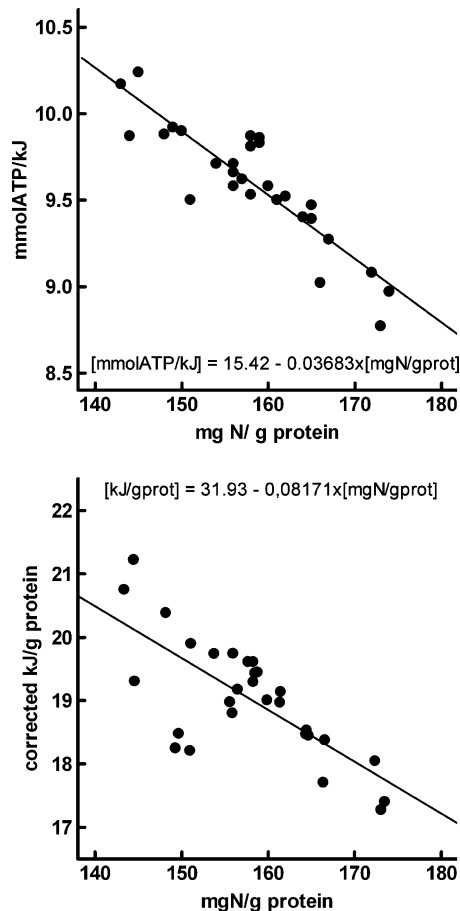 10.5
10.0
9.5
9.0
8.5
mmolATP/kJ
[mmolATP/kJ] = 15.42 - 0.03683x[mgN/gprot]
140 150 160 170 180
mg N/ g protein
[kJ/gprot] = 31.93 - 0,08171x[mgN/gprot]
22
21
20
19
18
17
corrected kJ/g protein
140 150 160 170 180
mgN/g protein